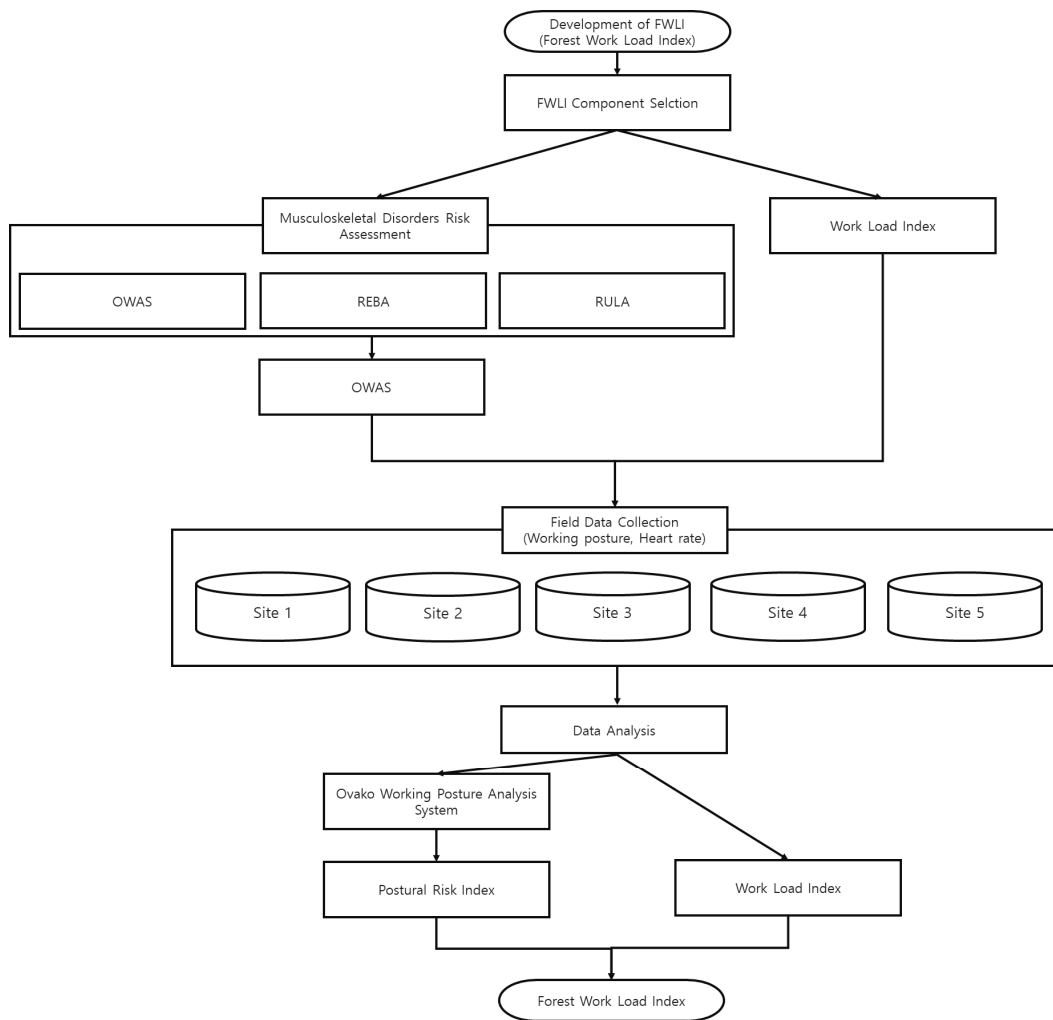 Development of FWLI
(Forest Work Load Index)
FWLI Component Selction
Musculoskeletal Disorders Risk
Assessment
Work Load Index
OWAS
REBA
RULA
OWAS
Field Data Collection
(Working posture, Heart rate)
Site 1
Site 2
Site 3
Site 4
Site 5
Data Analysis
Ovako Working Posture Analysis
System
Postural Risk Index
Work Load Index
Forest Work Load Index